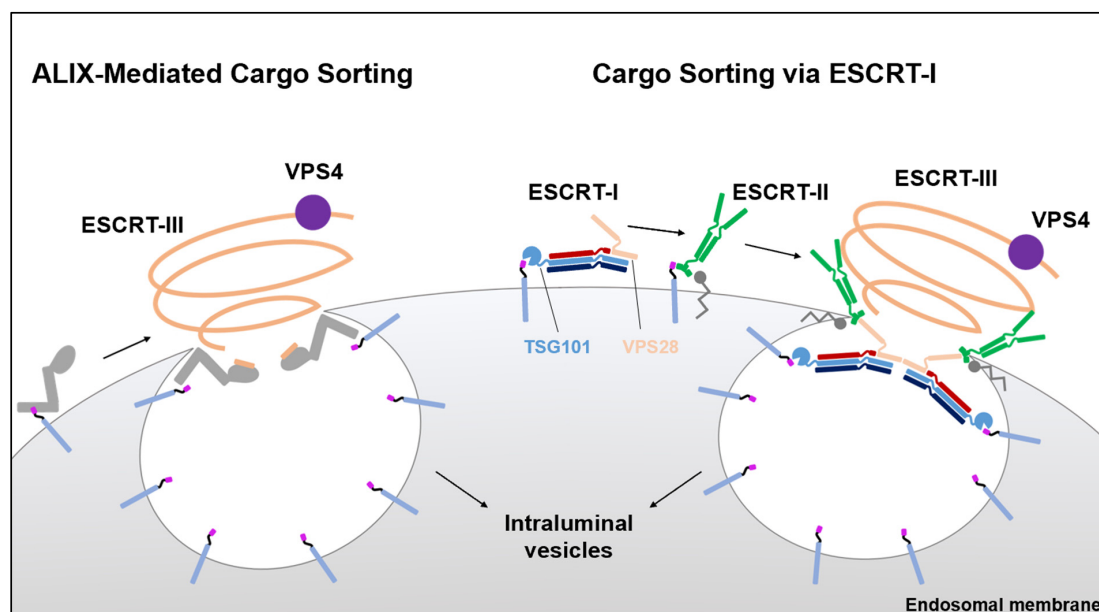 ALIX-Mediated Cargo Sorting
Cargo Sorting via ESCRT-I
VPS4
ESCRT-III
ESCRT-I
ESCRT-II
ESCRT-III
VPS4
TSG101
VPS28
Intraluminal
vesicles
Endosomal membrane